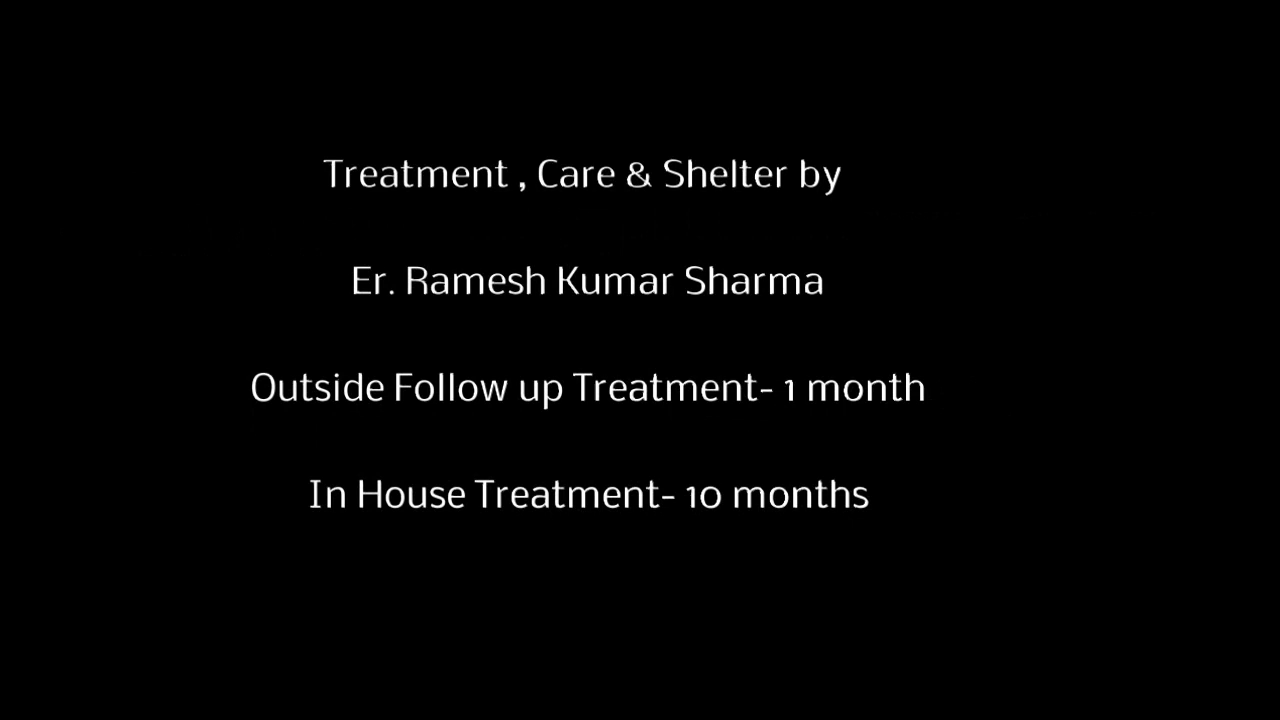 Treatment , Care & Shelter by
Er. Ramesh Kumar Sharma
Outside Follow up Treatment- 1 month
In House Treatment- 10 months